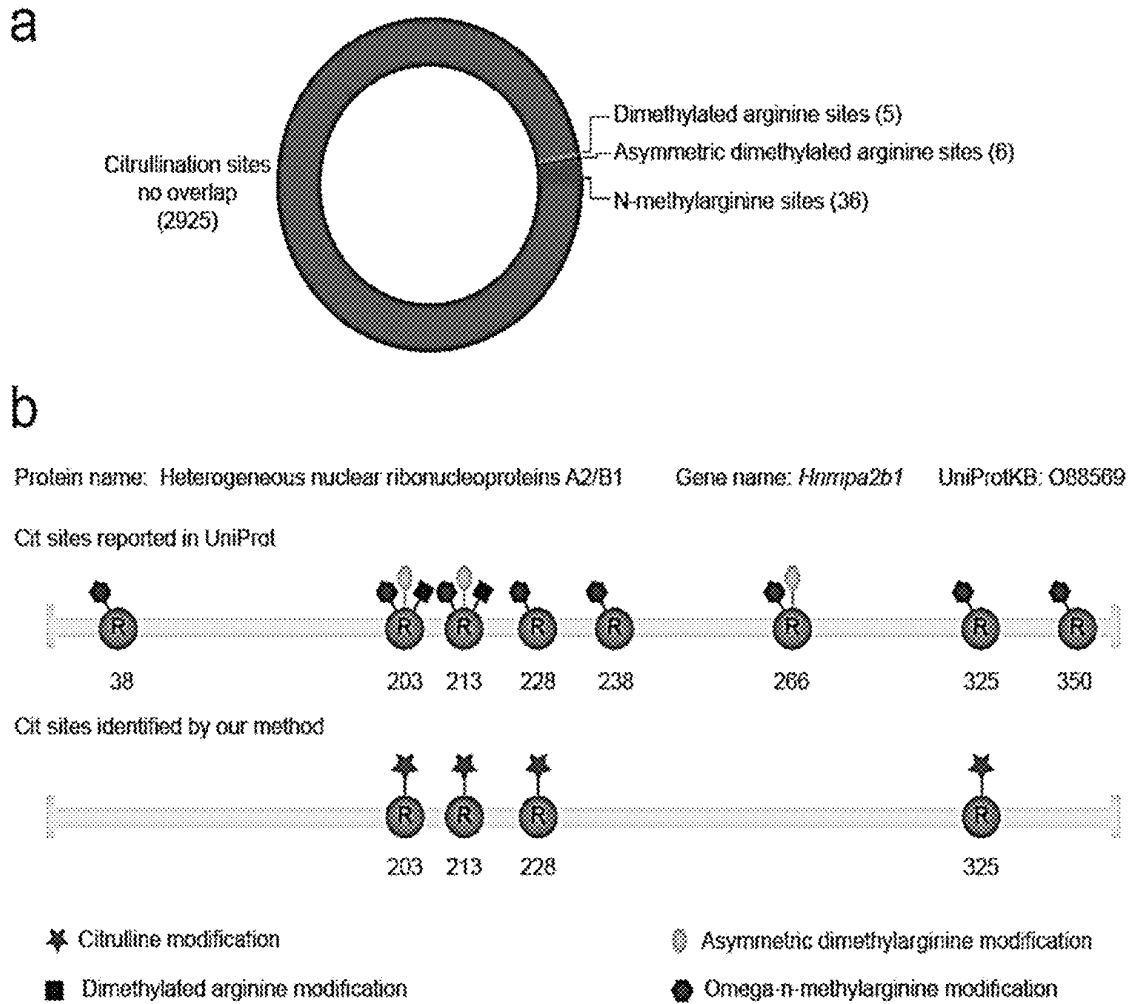 a
Dimethylated arginine sites (5)
Asymmetric dimethylated arginine sites (6)
N-methylarginine sites (36)
Citrullination sites
no overlap
(2925)
b
Protein name: Heterogeneous nuclear ribonucleoproteins A2/B1 Gene name: Hnrnpa2b1 UniProtKB: O88569
Cit sites reported in UniProt
R R R R R R R R
38 203 213 228 238 266 325 350
Cit sites identified by our method
R R R R
203 213 228 325
Citrulline modification
Asymmetric dimethylarginine modification
Dimethylated arginine modification
Omega-n-methylarginine modification